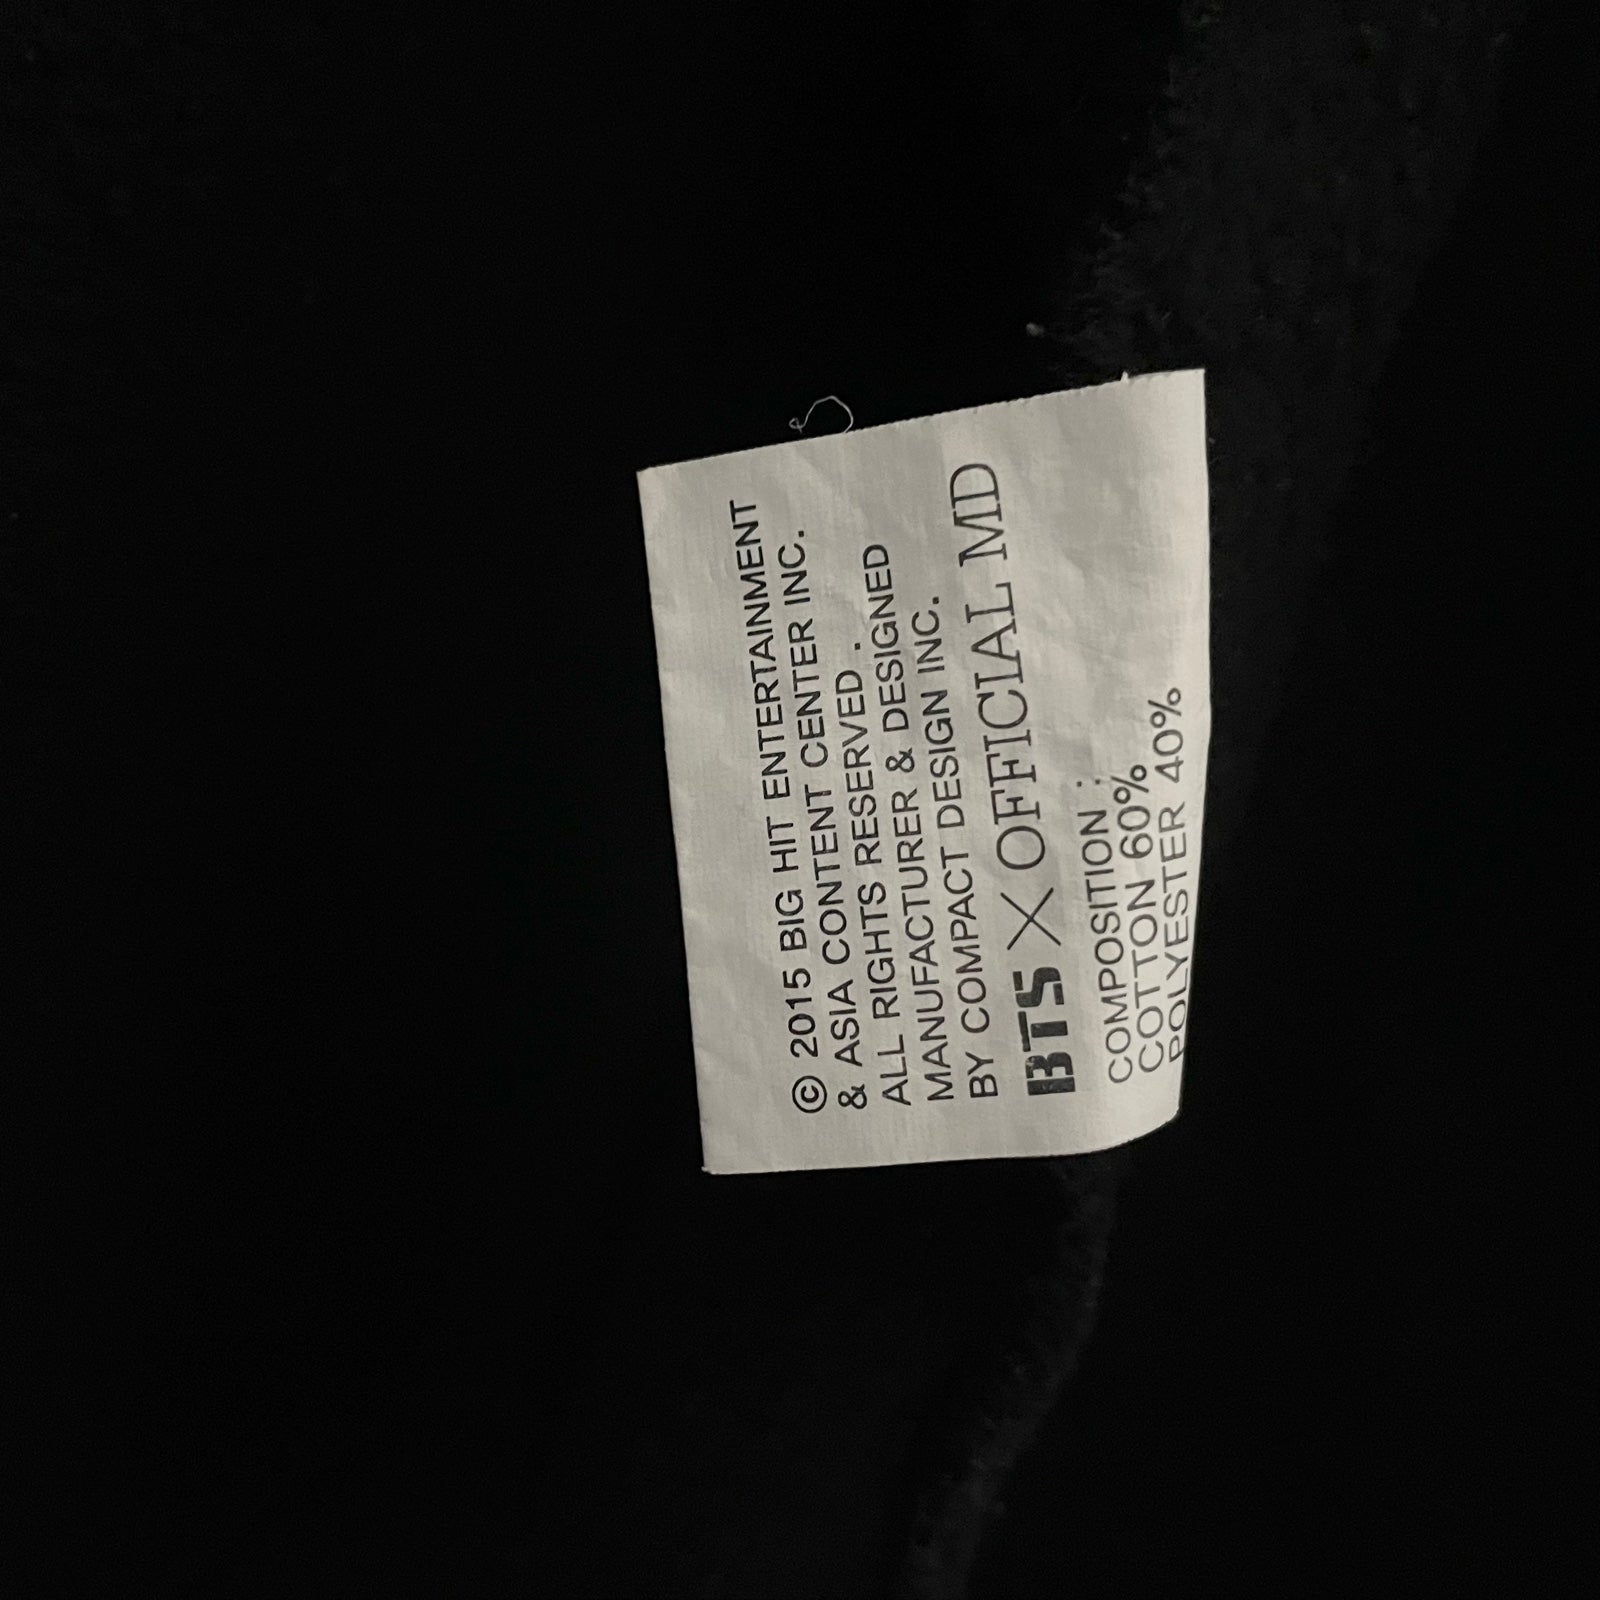 © 2015 BIG HIT ENTERTAINMENT
& ASIA CONTENT CENTER INC.
ALL RIGHTS RESERVED .
MANUFACTURER & DESIGNED
BY COMPACT DESIGN INC.
BTS X OFFICIAL MD
COMPOSITION :
COTTON 60%
POLYESTER 40%